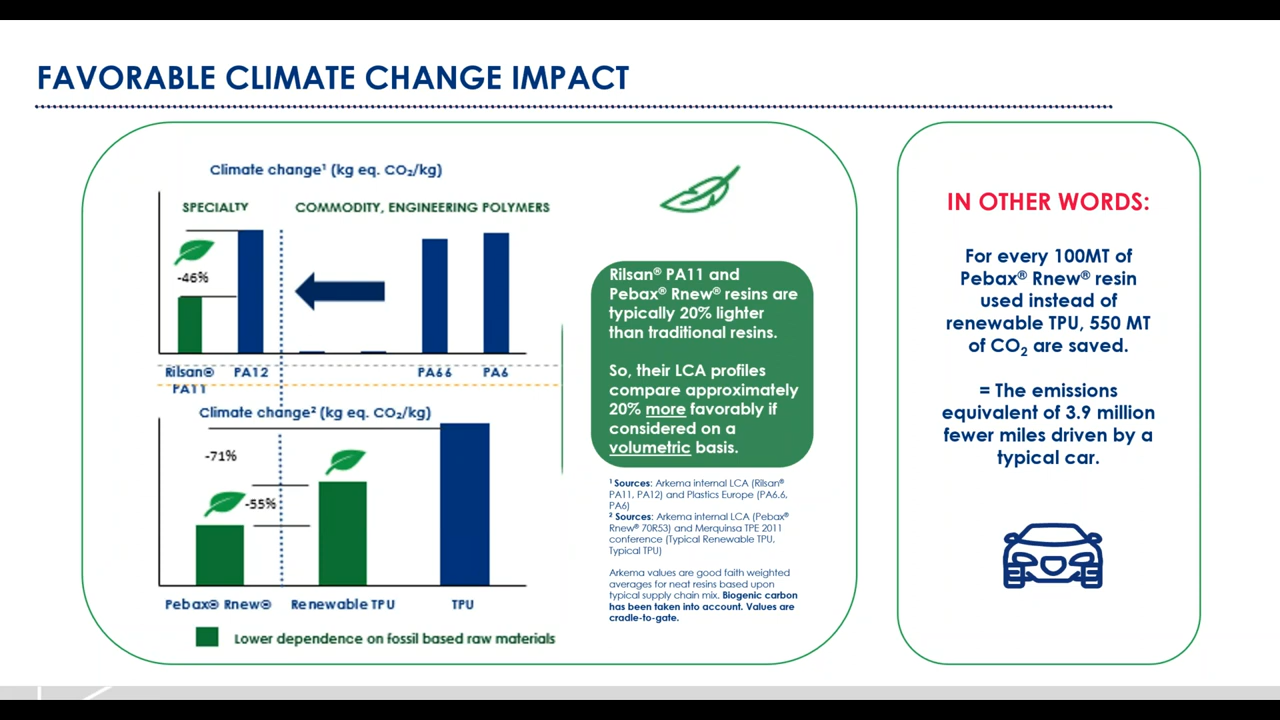 FAVORABLE CLIMATE CHANGE IMPACT
Climate change¹ (kg eq. CO₂/kg)
SPECIALTY
COMMODITY, ENGINEERING POLYMERS
-46%
Rilsan®
PA11
PA12
PA66
PA6
Climate change² (kg eq. CO₂/kg)
-71%
-55%
Pebax® Rnew®
Renewable TPU
TPU
Lower dependence on fossil based raw materials
Rilsan® PA11 and
Pebax® Rnew® resins are
typically 20% lighter
than traditional resins.
So, their LCA profiles
compare approximately
20% more favorably if
considered on a
volumetric basis.
¹ Sources: Arkema internal LCA (Rilsan®
PA11, PA12) and Plastics Europe (PA6.6,
PA6)
² Sources: Arkema internal LCA (Pebax®
Rnew® 70R53) and Merquinsa TPE 2011
conference (Typical Renewable TPU,
Typical TPU)
Arkema values are good faith weighted
averages for neat resins based upon
typical supply chain mix. Biogenic carbon
has been taken into account. Values are
cradle-to-gate.
IN OTHER WORDS:
For every 100MT of
Pebax® Rnew® resin
used instead of
renewable TPU, 550 MT
of CO₂ are saved.
= The emissions
equivalent of 3.9 million
fewer miles driven by a
typical car.